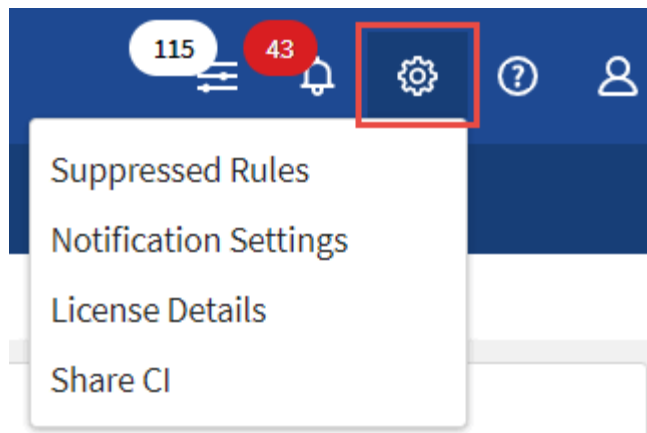 115
43
Suppressed Rules
Notification Settings
License Details
Share CI